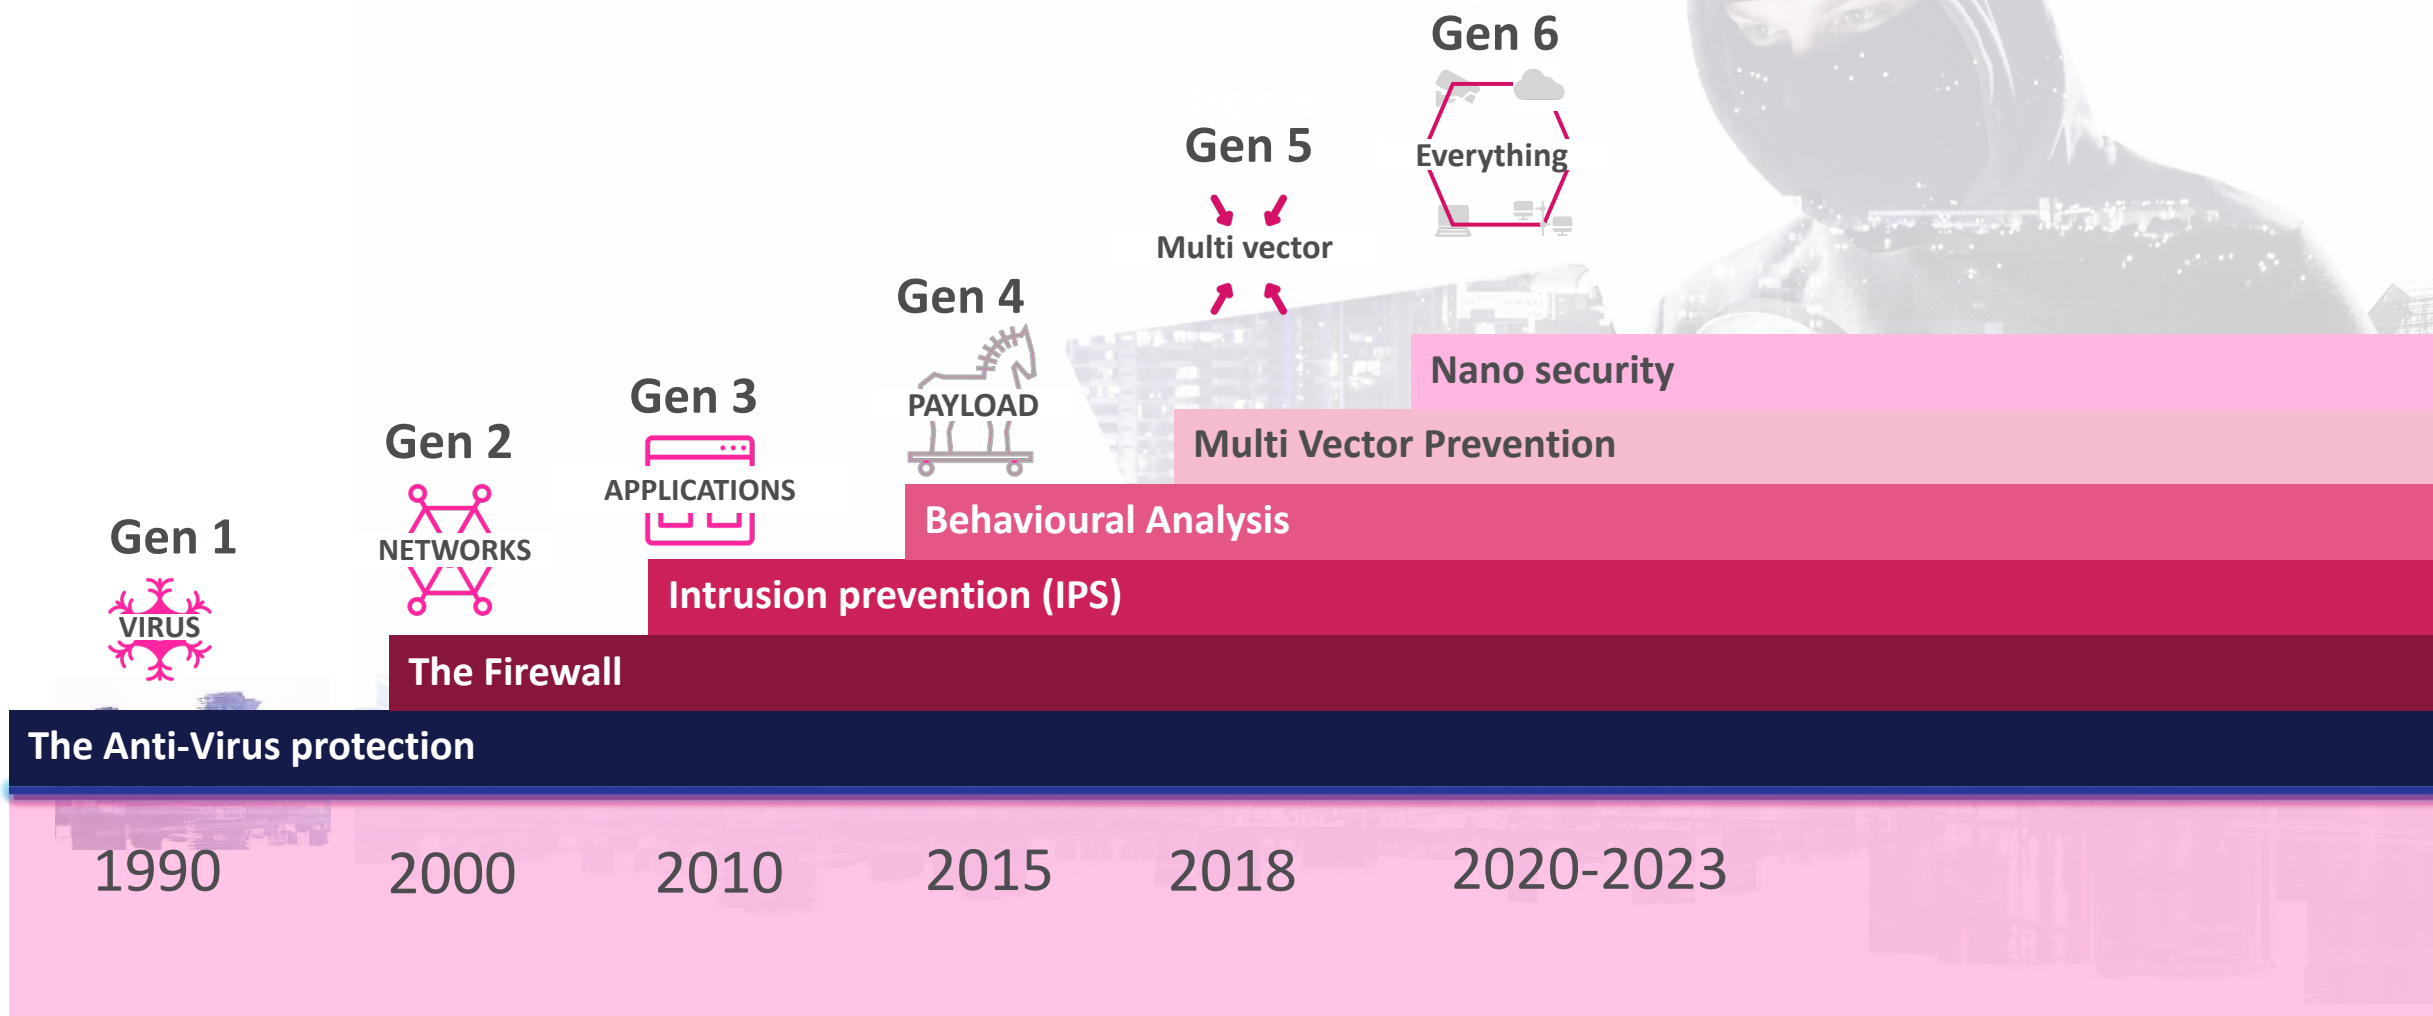 Gen 6
Everything
Gen 5
Multi vector
Gen 4
PAYLOAD
Gen 3
APPLICATIONS
Gen 2
NETWORKS
Gen 1
VIRUS
Nano security
Multi Vector Prevention
Behavioural Analysis
Intrusion prevention (IPS)
The Firewall
The Anti-Virus protection
1990
2000
2010
2015
2018
2020-2023